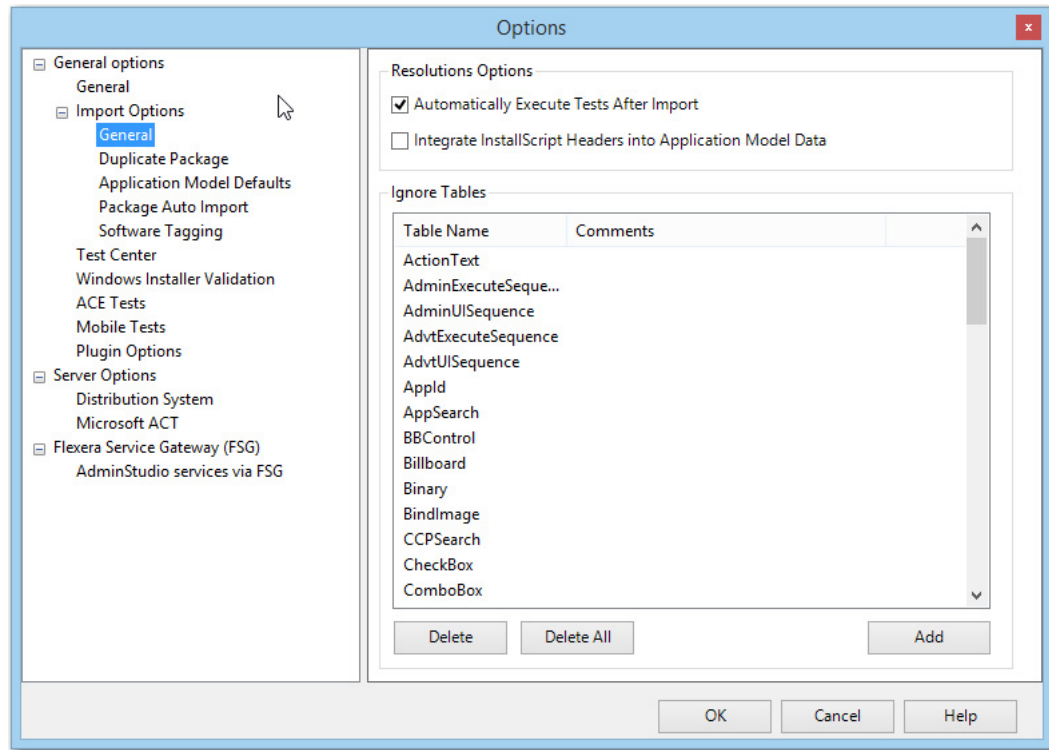 Options
x
General options
General
Import Options
General
Duplicate Package
Application Model Defaults
Package Auto Import
Software Tagging
Test Center
Windows Installer Validation
ACE Tests
Mobile Tests
Plugin Options
Server Options
Distribution System
Microsoft ACT
Flexera Service Gateway (FSG)
AdminStudio services via FSG
Resolutions Options
Automatically Execute Tests After Import
Integrate InstallScript Headers into Application Model Data
Ignore Tables
Table Name Comments
ActionText
AdminExecuteSeque...
AdminUISequence
AdvtExecuteSequence
AdvtUISequence
AppId
AppSearch
BBControl
Billboard
Binary
BindImage
CCPSearch
CheckBox
ComboBox
Delete Delete All Add
OK Cancel Help